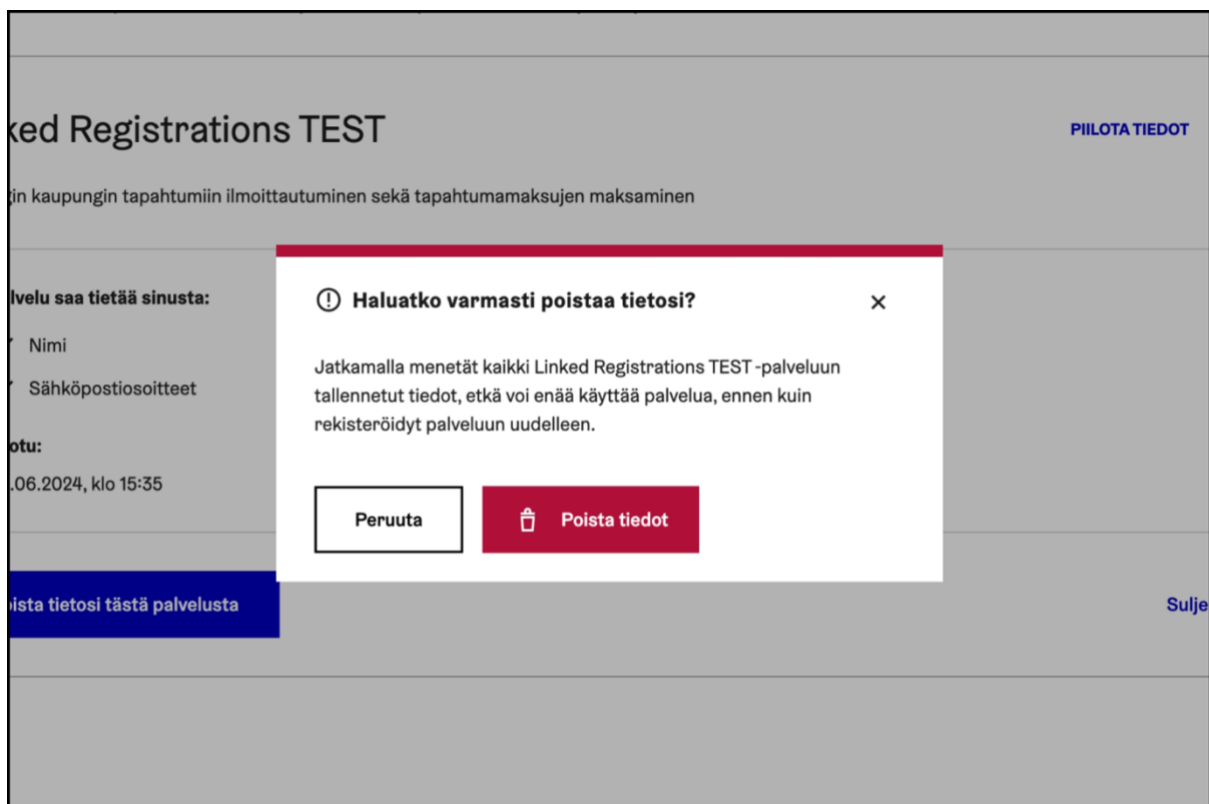 ked Registrations TEST
PIILOTA TIEDOT
gin kaupungin tapahtumiin ilmoittautuminen sekä tapahtumamaksujen maksaminen
lvelu saa tietää sinusta:
Nimi
Sähköpostiosoitteet
otu:
.06.2024, klo 15:35
Haluatko varmasti poistaa tietosi?
Jatkamalla menetät kaikki Linked Registrations TEST -palveluun
tallennetut tiedot, etkä voi enää käyttää palvelua, ennen kuin
rekisteröidyt palveluun uudelleen.
Peruuta
Poista tiedot
ista tietosi tästä palvelusta
Sulje